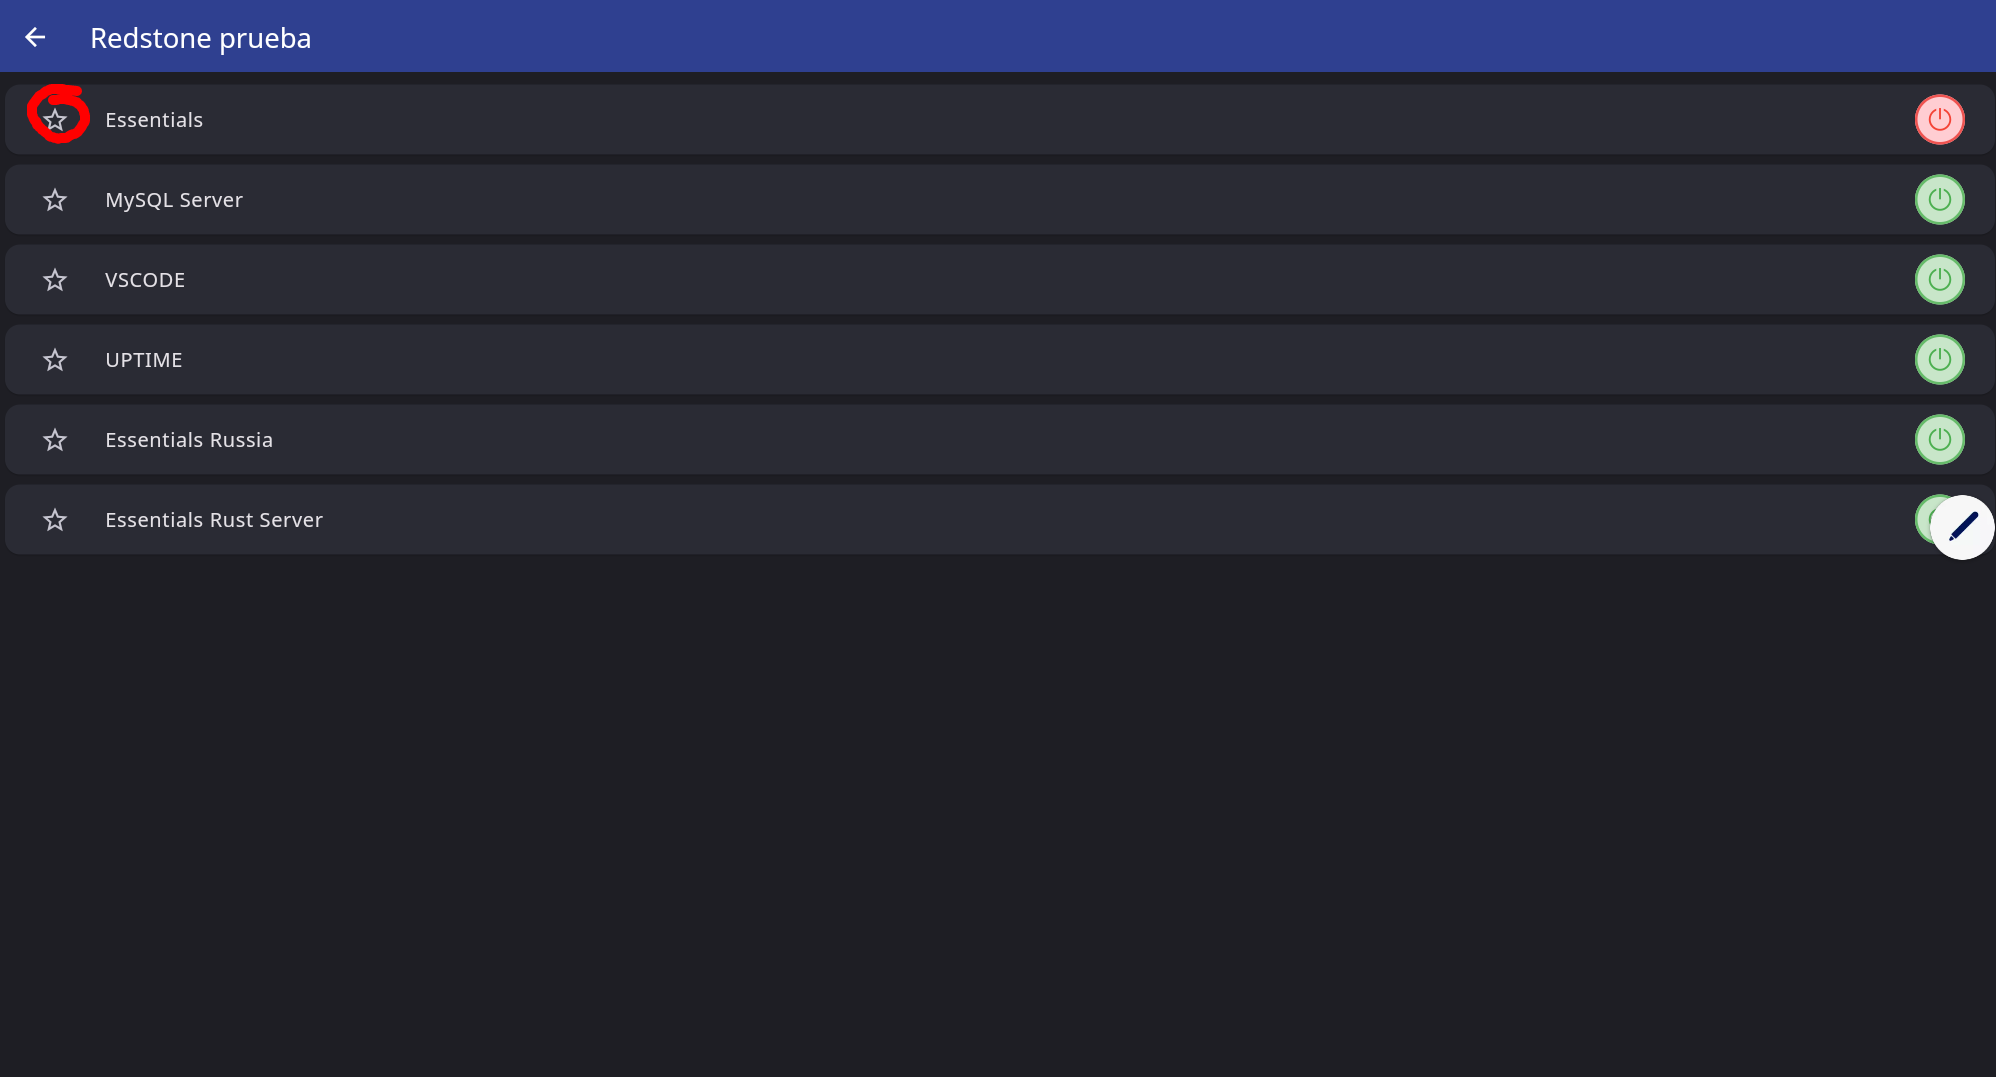 Redstone prueba
Essentials
MySQL Server
VSCODE
UPTIME
Essentials Russia
Essentials Rust Server